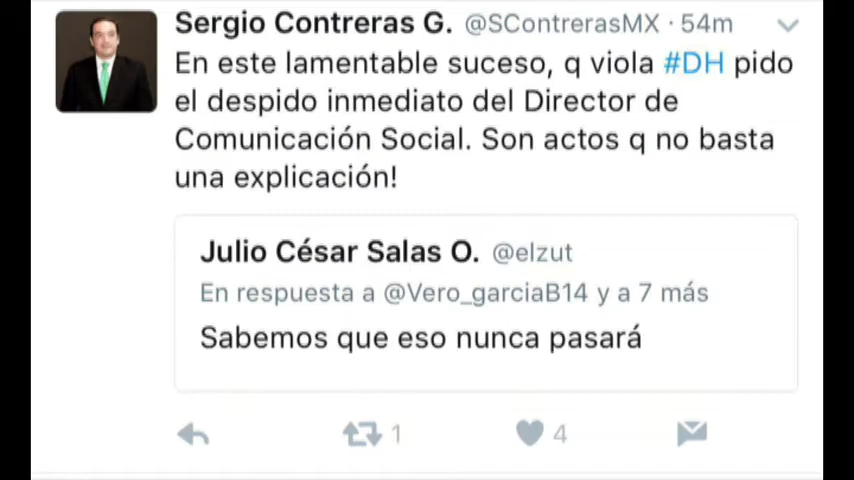 Sergio Contreras G. @SContrerasMX · 54m
En este lamentable suceso, q viola #DH pido
el despido inmediato del Director de
Comunicación Social. Son actos q no basta
una explicación!
Julio César Salas O. @elzut
En respuesta a @Vero_garciaB14 y a 7 más
Sabemos que eso nunca pasará
1
4